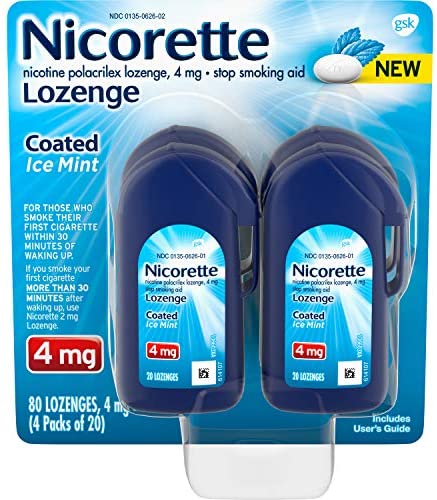 NDC 0135-0626-02
gsk
Nicorette
nicotine polacrilex lozenge, 4 mg • stop smoking aid
Lozenge
NEW
Coated
Ice Mint
FOR THOSE WHO
SMOKE THEIR
FIRST CIGARETTE
WITHIN 30
MINUTES OF
WAKING UP.
If you smoke your
first cigarette
MORE THAN 30
MINUTES after
waking up, use
Nicorette 2 mg
Lozenge.
4 mg
80 LOZENGES, 4 mg
(4 Packs of 20)
gsk
NDC 0135-0626-01
Nicorette
nicotine polacrilex lozenge, 4 mg
stop smoking aid
Lozenge
Coated
Ice Mint
4 mg
20 LOZENGES
614107
gsk
NDC 0135-0626-01
Nicorette
nicotine polacrilex lozenge, 4 mg
stop smoking aid
Lozenge
Coated
Ice Mint
4 mg
20 LOZENGES
614107
Includes
User's Guide